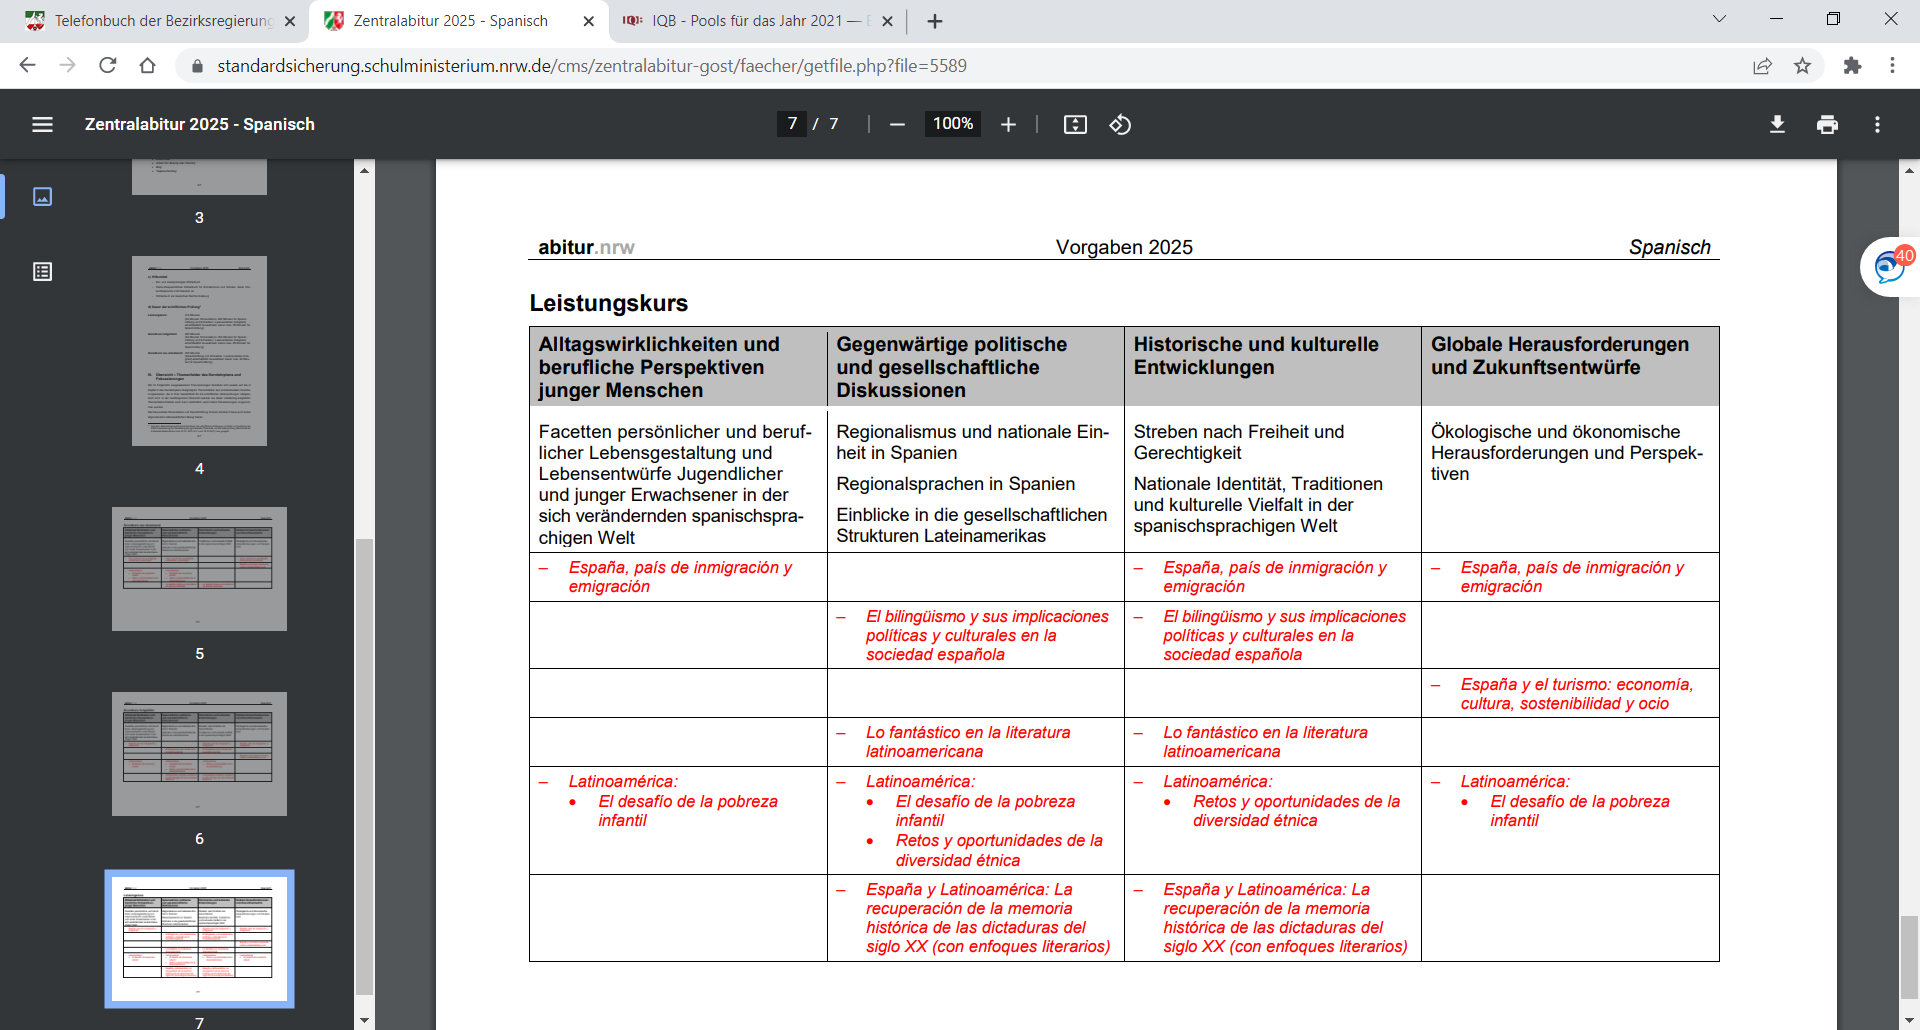 Telefonbuch der Bezirksregierung
Zentralabitur 2025 - Spanisch
IQB - Pools für das Jahr 2021 —
standardsicherung.schulministerium.nrw.de/cms/zentralabitur-gost/faecher/getfile.php?file=5589
Zentralabitur 2025 - Spanisch
7 / 7
100%
3
4
5
6
7
40
abitur.nrw Vorgaben 2025 Spanisch
Leistungskurs
Alltagswirklichkeiten und
berufliche Perspektiven
junger Menschen
Gegenwärtige politische
und gesellschaftliche
Diskussionen
Historische und kulturelle
Entwicklungen
Globale Herausforderungen
und Zukunftsentwürfe
Facetten persönlicher und beruf-
licher Lebensgestaltung und
Lebensentwürfe Jugendlicher
und junger Erwachsener in der
sich verändernden spanischspra-
chigen Welt
Regionalismus und nationale Ein-
heit in Spanien
Regionalsprachen in Spanien
Einblicke in die gesellschaftlichen
Strukturen Lateinamerikas
Streben nach Freiheit und
Gerechtigkeit
Nationale Identität, Traditionen
und kulturelle Vielfalt in der
spanischsprachigen Welt
Ökologische und ökonomische
Herausforderungen und Perspek-
tiven
– España, país de inmigración y
emigración
– España, país de inmigración y
emigración
– España, país de inmigración y
emigración
– El bilingüismo y sus implicaciones
políticas y culturales en la
sociedad española
– El bilingüismo y sus implicaciones
políticas y culturales en la
sociedad española
– España y el turismo: economía,
cultura, sostenibilidad y ocio
– Lo fantástico en la literatura
latinoamericana
– Lo fantástico en la literatura
latinoamericana
– Latinoamérica:
• El desafío de la pobreza
infantil
– Latinoamérica:
• El desafío de la pobreza
infantil
• Retos y oportunidades de la
diversidad étnica
– Latinoamérica:
• Retos y oportunidades de la
diversidad étnica
– Latinoamérica:
• El desafío de la pobreza
infantil
– España y Latinoamérica: La
recuperación de la memoria
histórica de las dictaduras del
siglo XX (con enfoques literarios)
– España y Latinoamérica: La
recuperación de la memoria
histórica de las dictaduras del
siglo XX (con enfoques literarios)